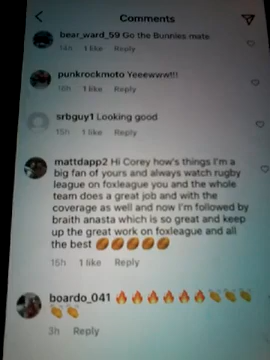 Comments
bear_ward_59 Go the Bunnies mate
14h 1 like Reply
punkrockmoto Yeeewww!!!
16h 1 like Reply
srbguy1 Looking good
15h 1 like Reply
mattdapp2 Hi Corey how's things I'm a
big fan of yours and always watch rugby
league on foxleague you and the whole
team does a great job and with the
coverage as well and now I'm followed by
braith anasta which is so great and keep
up the great work on foxleague and all
the best 🏉🏉🏉🏉🏉
15h 1 like Reply
boardo_041 🔥🔥🔥🔥🔥🔥👏👏👏
👏👏
3h Reply